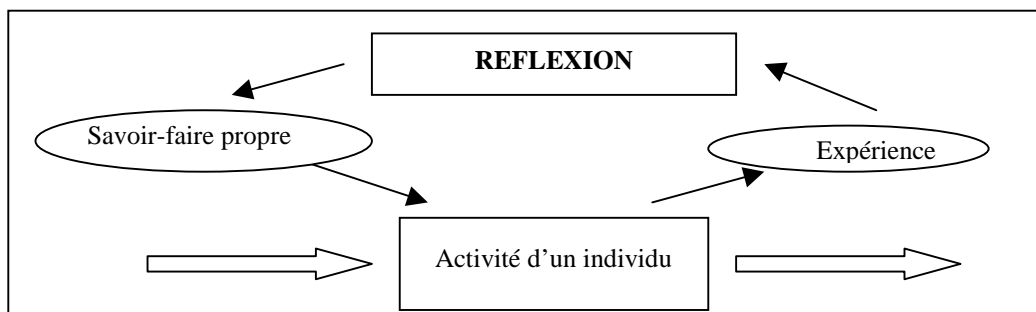 REFLEXION
Savoir-faire propre
Expérience
Activité d’un individu